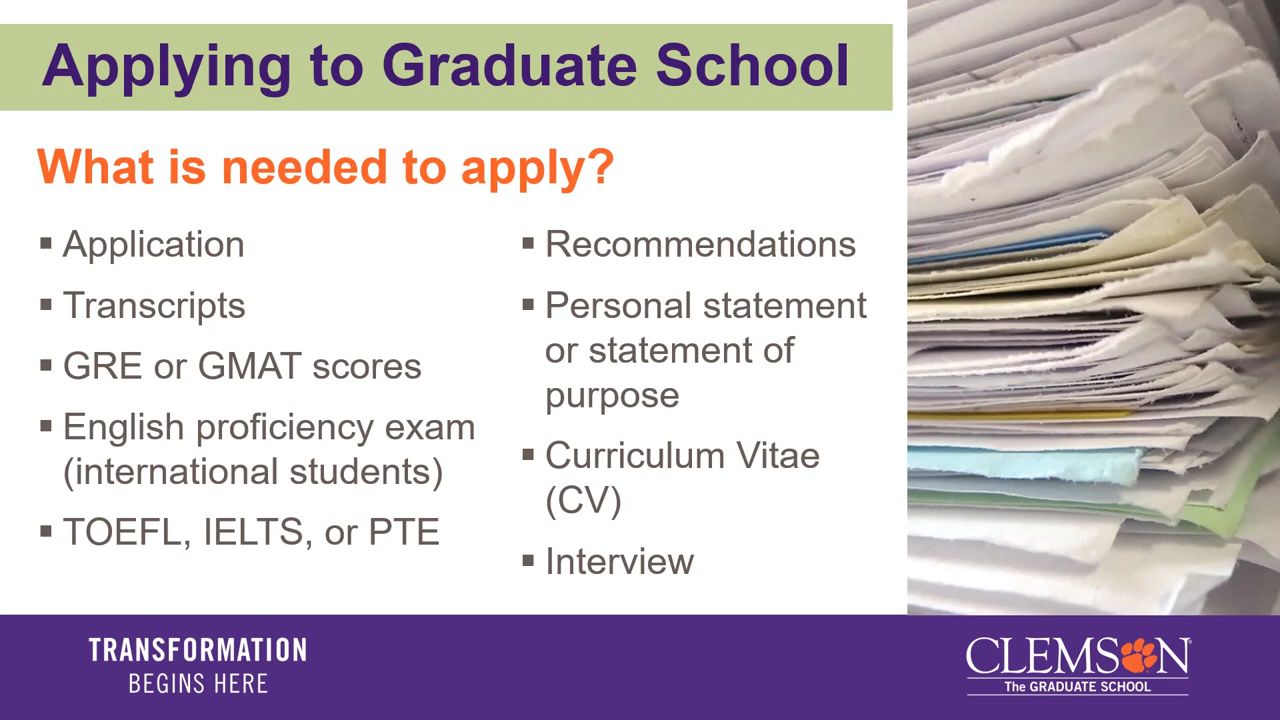 Applying to Graduate School
What is needed to apply?
▪ Application
▪ Transcripts
▪ GRE or GMAT scores
▪ English proficiency exam
(international students)
▪ TOEFL, IELTS, or PTE
▪ Recommendations
▪ Personal statement
or statement of
purpose
▪ Curriculum Vitae
(CV)
▪ Interview
TRANSFORMATION
BEGINS HERE
CLEMSON®
The GRADUATE SCHOOL